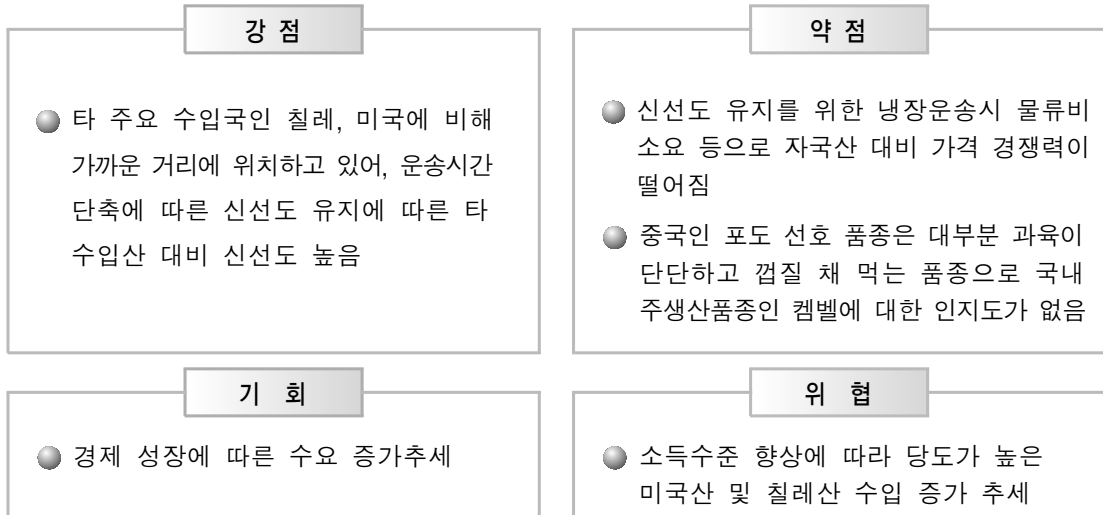 강 점
타 주요 수입국인 칠레, 미국에 비해
가까운 거리에 위치하고 있어, 운송시간
단축에 따른 신선도 유지에 따른 타
수입산 대비 신선도 높음
약 점
신선도 유지를 위한 냉장운송시 물류비
소요 등으로 자국산 대비 가격 경쟁력이
떨어짐
중국인 포도 선호 품종은 대부분 과육이
단단하고 껍질 채 먹는 품종으로 국내
주생산품종인 켐벨에 대한 인지도가 없음
기 회
경제 성장에 따른 수요 증가추세
위 협
소득수준 향상에 따라 당도가 높은
미국산 및 칠레산 수입 증가 추세